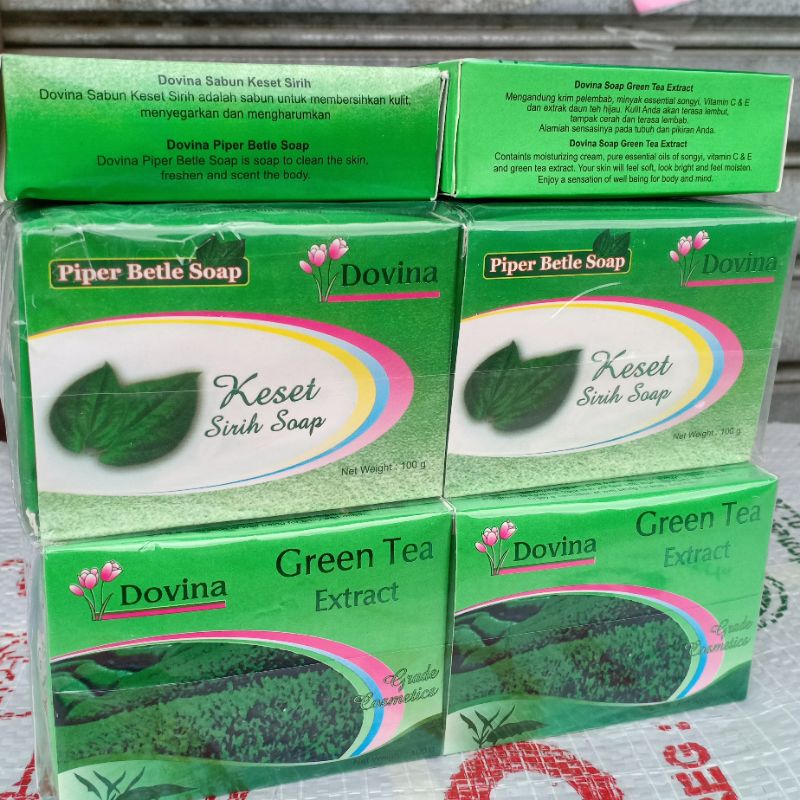 Dovina Sabun Keset Sirih
Dovina Sabun Keset Sirih adalah sabun untuk membersihkan kulit,
menyegarkan dan mengharumkan
Dovina Piper Betle Soap
Dovina Piper Betle Soap is soap to clean the skin,
freshen and scent the body.
Dovina Soap Green Tea Extract
Mengandung krim pelembab, minyak essential songyi, Vitamin C & E
dan extrak daun teh hijau. Kulit Anda akan terasa lembut,
tampak cerah dan terasa lembab.
Alamiah sensasinya pada tubuh dan pikiran Anda.
Dovina Soap Green Tea Extract
Containts moisturizing cream, pure essential oils of songyi, vitamin C & E
and green tea extract. Your skin will feel soft, look bright and feel moisten.
Enjoy a sensation of well being for body and mind.
Piper Betle Soap
Dovina
Keset
Sirih Soap
Net Weight : 100 g
Piper Betle Soap
Dovina
Keset
Sirih Soap
Net Weight : 100 g
Dovina
Green Tea
Extract
Grade
Cosmetics
Dovina
Green Tea
Extract
Grade
Cosmetics